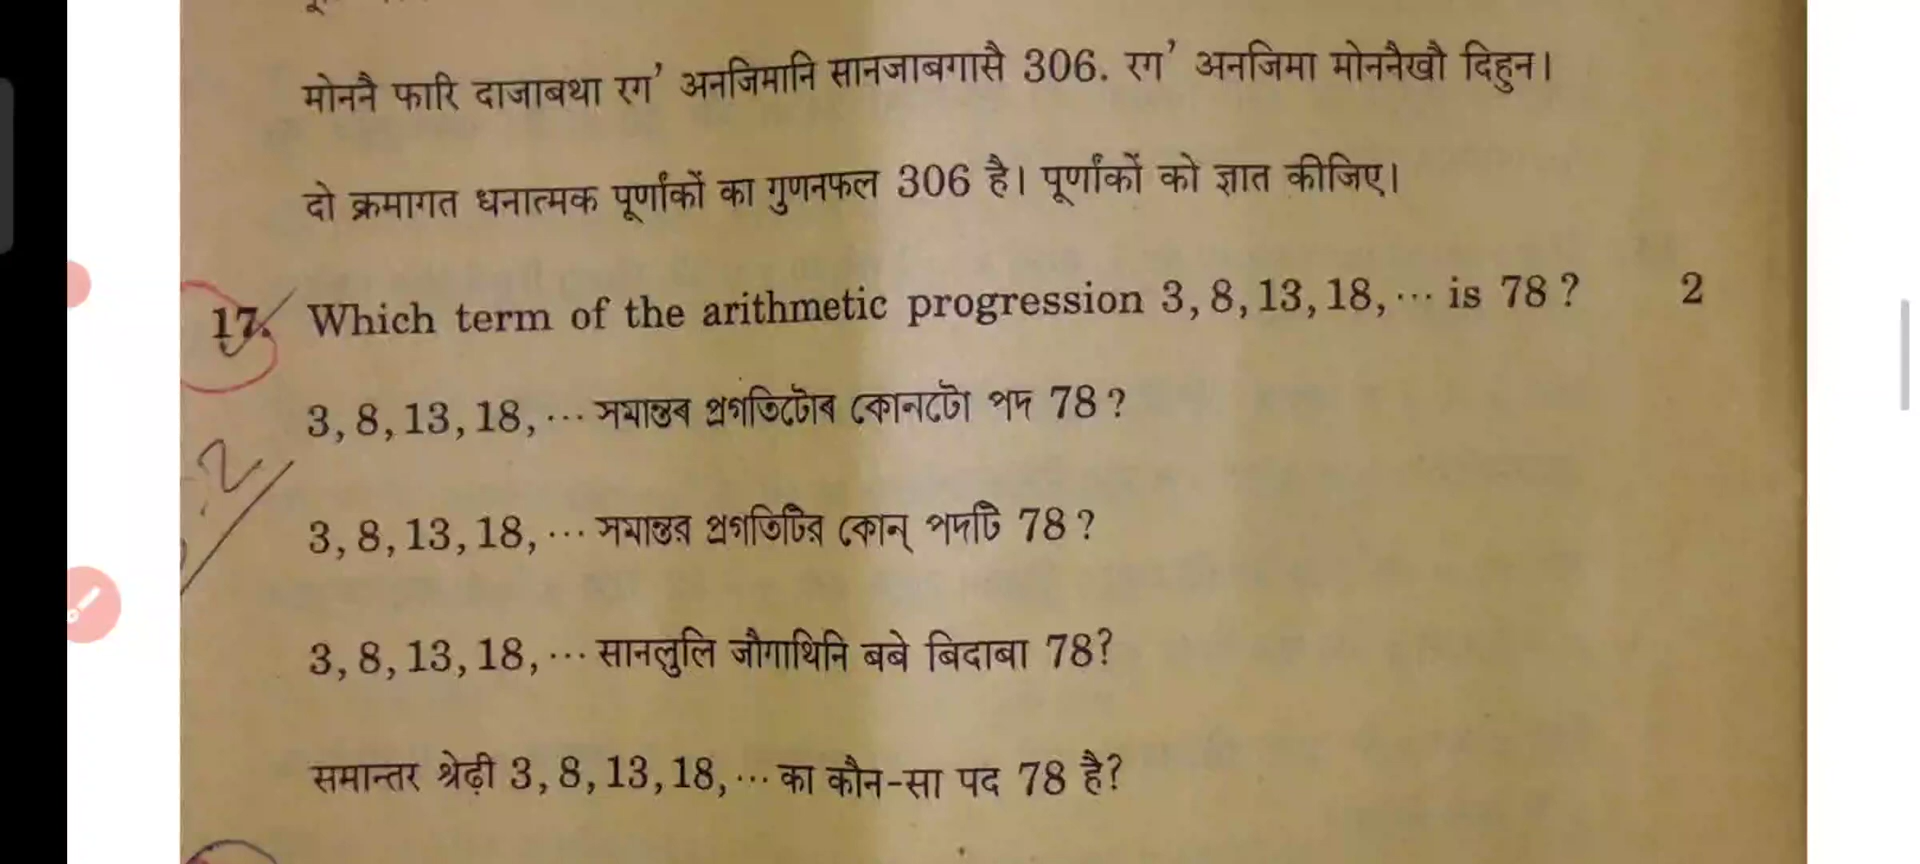 मोननै फारि दाजाबथा रग' अनजिमानि सानजाबगासै 306. रग' अनजिमा मोननैखौ दिहुन।
दो क्रमागत धनात्मक पूर्णांकों का गुणनफल 306 है। पूर्णांकों को ज्ञात कीजिए।
17. Which term of the arithmetic progression 3, 8, 13, 18, ... is 78 ? 2
3, 8, 13, 18, ... সমান্তৰ প্ৰগতিটোৰ কোনটো পদ 78 ?
2
3, 8, 13, 18, ... সমান্তর প্রগতিটির কোন্ পদটি 78 ?
3, 8, 13, 18, ... सानलुलि जौगाथिनि बबे बिदाबा 78?
समान्तर श्रेढ़ी 3, 8, 13, 18, ... का कौन-सा पद 78 है?